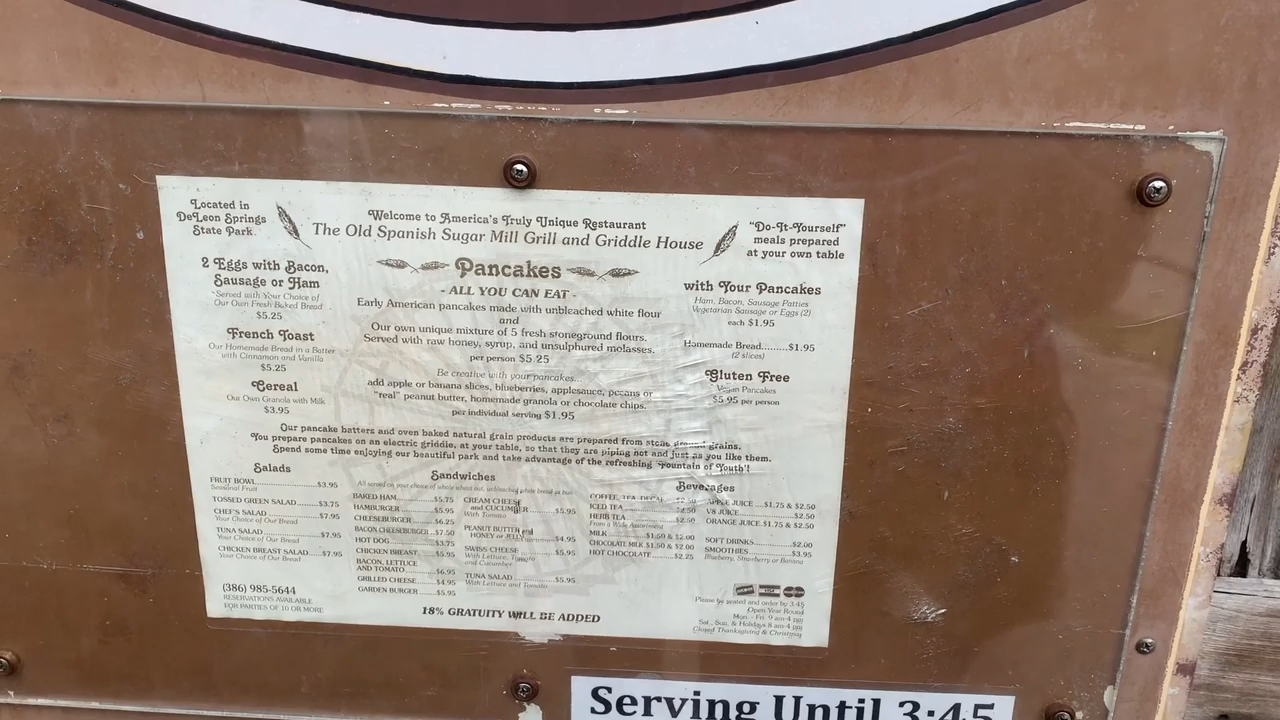 Located in
DeLeon Springs
State Park
Welcome to America's Truly Unique Restaurant
The Old Spanish Sugar Mill Grill and Griddle House
"Do-It-Yourself"
meals prepared
at your own table
2 Eggs with Bacon,
Sausage or Ham
Served with Your Choice of
Our Own Fresh Baked Bread
$5.25
French Toast
Our Homemade Bread in a Batter
with Cinnamon and Vanilla
$5.25
Cereal
Our Own Granola with Milk
$3.95
Pancakes
- ALL YOU CAN EAT -
Early American pancakes made with unbleached white flour
and
Our own unique mixture of 5 fresh stoneground flours.
Served with raw honey, syrup, and unsulphured molasses.
per person $5.25
Be creative with your pancakes...
add apple or banana slices, blueberries, applesauce, pecans or
"real" peanut butter, homemade granola or chocolate chips.
per individual serving $1.95
with Your Pancakes
Ham, Bacon, Sausage Patties
Vegetarian Sausage or Eggs (2)
each $1.95
Homemade Bread.........$1.95
(2 slices)
Gluten Free
Vegan Pancakes
$5.95 per person
Our pancake batters and oven baked natural grain products are prepared from stone ground grains.
You prepare pancakes on an electric griddle, at your table, so that they are piping hot and just as you like them.
Spend some time enjoying our beautiful park and take advantage of the refreshing "Fountain of Youth"!
Salads
FRUIT BOWL.....$3.95
Seasonal Fruit
TOSSED GREEN SALAD.....$3.75
CHEF'S SALAD.....$7.95
Your Choice of Our Bread
TUNA SALAD.....$7.95
Your Choice of Our Bread
CHICKEN BREAST SALAD.....$7.95
Your Choice of Our Bread
Sandwiches
All served on your choice of whole wheat or unbleached white bread or bun
BAKED HAM.....$5.75
HAMBURGER.....$5.95
CHEESEBURGER.....$6.25
BACON CHEESEBURGER.....$7.50
HOT DOG.....$3.75
CHICKEN BREAST.....$5.95
BACON, LETTUCE
AND TOMATO.....$6.95
GRILLED CHEESE.....$4.95
GARDEN BURGER.....$5.95
CREAM CHEESE
and CUCUMBER.....$5.95
With Tomato
PEANUT BUTTER and
HONEY or JELLY.....$4.95
SWISS CHEESE.....$5.95
With Lettuce, Tomato
and Cucumber
TUNA SALAD.....$5.95
With Lettuce and Tomato
Beverages
COFFEE, TEA, DECAF.....$2.50
ICED TEA.....$2.50
HERB TEA.....$2.50
From a Wide Assortment
MILK.....$1.50 & $2.00
CHOCOLATE MILK $1.50 & $2.00
HOT CHOCOLATE.....$2.25
APPLE JUICE.....$1.75 & $2.50
V8 JUICE.....$2.50
ORANGE JUICE.$1.75 & $2.50
SOFT DRINKS.....$2.00
SMOOTHIES.....$3.95
Blueberry, Strawberry or Banana
(386) 985-5644
RESERVATIONS AVAILABLE
FOR PARTIES OF 10 OR MORE
18% GRATUITY WILL BE ADDED
VISA
Please be seated and order by 3:45
Open Year Round
Mon. - Fri. 9 am-4 pm
Sat., Sun. & Holidays 8 am-4 pm
Closed Thanksgiving & Christmas
Serving Until 3:45